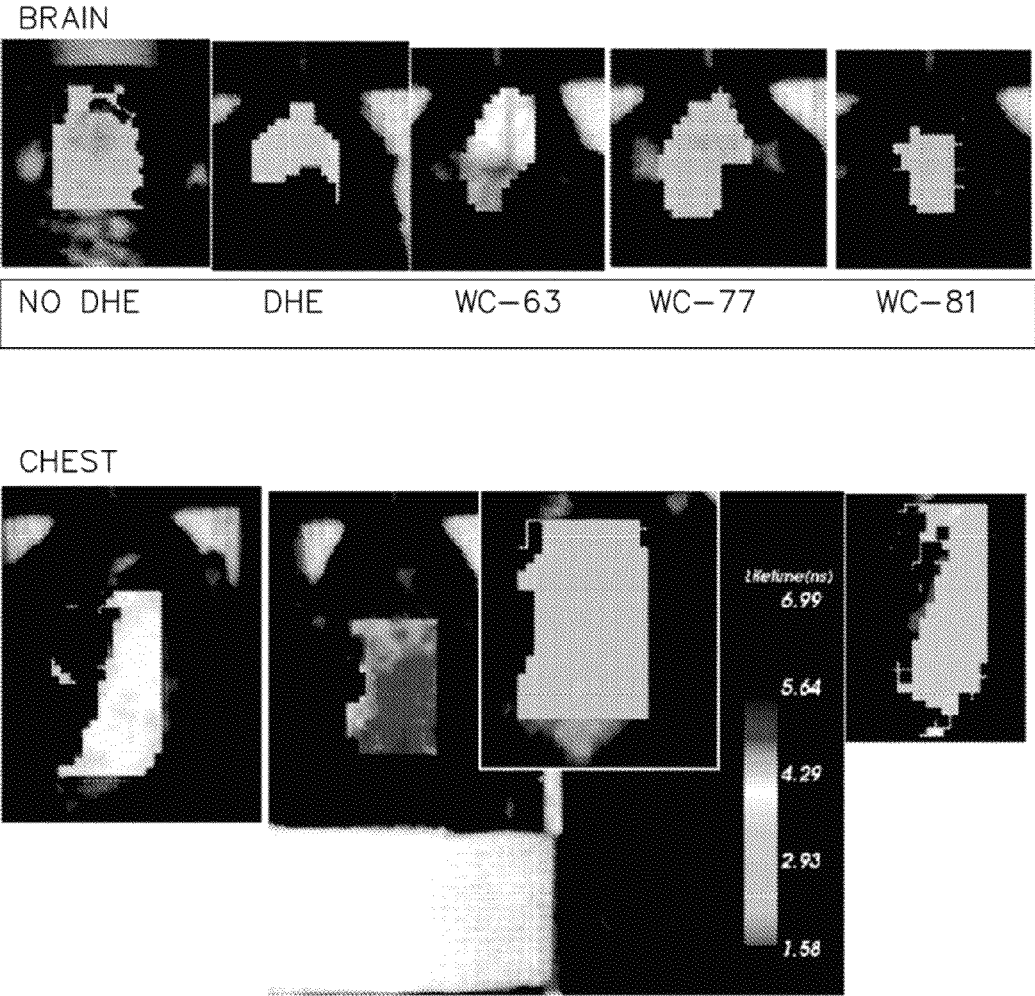 BRAIN
NO DHE
DHE
WC-63
WC-77
WC-81
CHEST
Lifetime(ns)
6.99
5.64
4.29
2.93
1.58